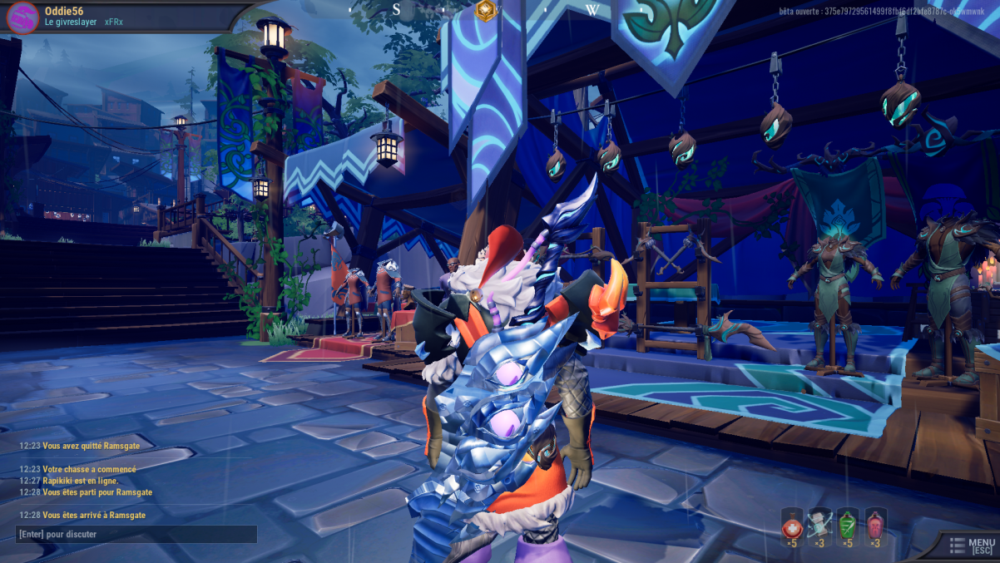 Oddie56
Le givreslayer xFRx
S
W
12:23 Vous avez quitté Ramsgate
12:23 Votre chasse a commencé
12:27 Rapikiki est en ligne.
12:28 Vous êtes parti pour Ramsgate
12:28 Vous êtes arrivé à Ramsgate
[Enter] pour discuter
×5 ×3 ×5 ×3
MENU
[ESC]
bêta ouverte :